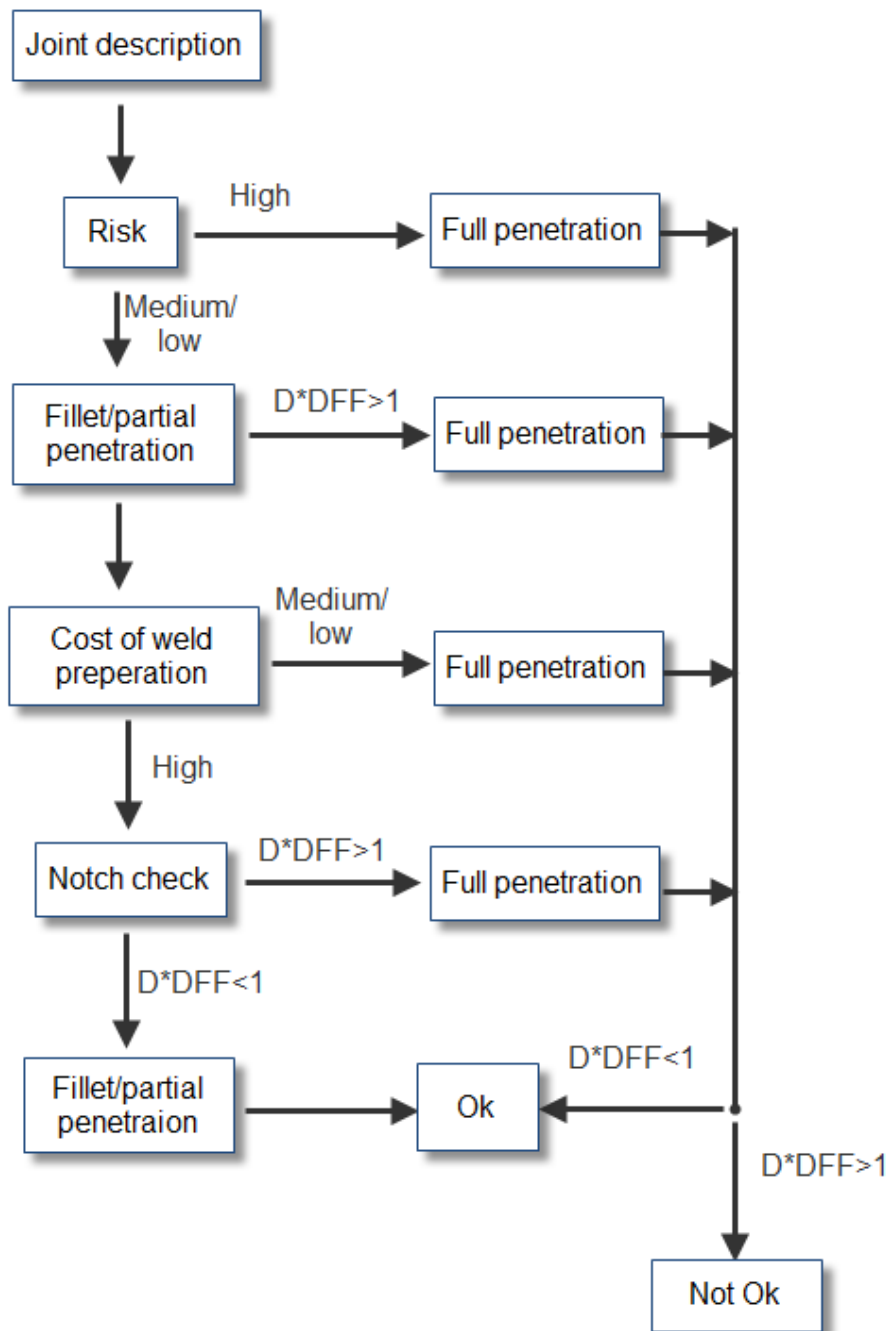 Joint description
High
Risk
Full penetration
Medium/
low
Fillet/partial
penetration
D*DFF>1
Full penetration
Cost of weld
preperation
Medium/
low
Full penetration
High
Notch check
D*DFF>1
Full penetration
D*DFF<1
Fillet/partial
penetraion
Ok
D*DFF<1
D*DFF>1
Not Ok